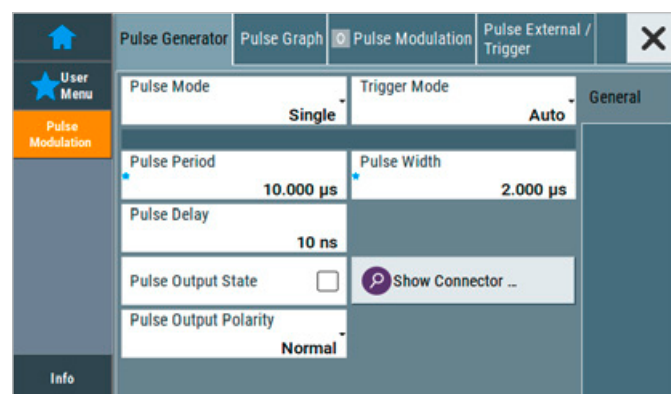 Pulse Generator
Pulse Graph
0 Pulse Modulation
Pulse External /
Trigger
User
Menu
Pulse
Modulation
Info
Pulse Mode
Single
Trigger Mode
Auto
General
Pulse Period
10.000 µs
Pulse Width
2.000 µs
Pulse Delay
10 ns
Pulse Output State
Show Connector ...
Pulse Output Polarity
Normal